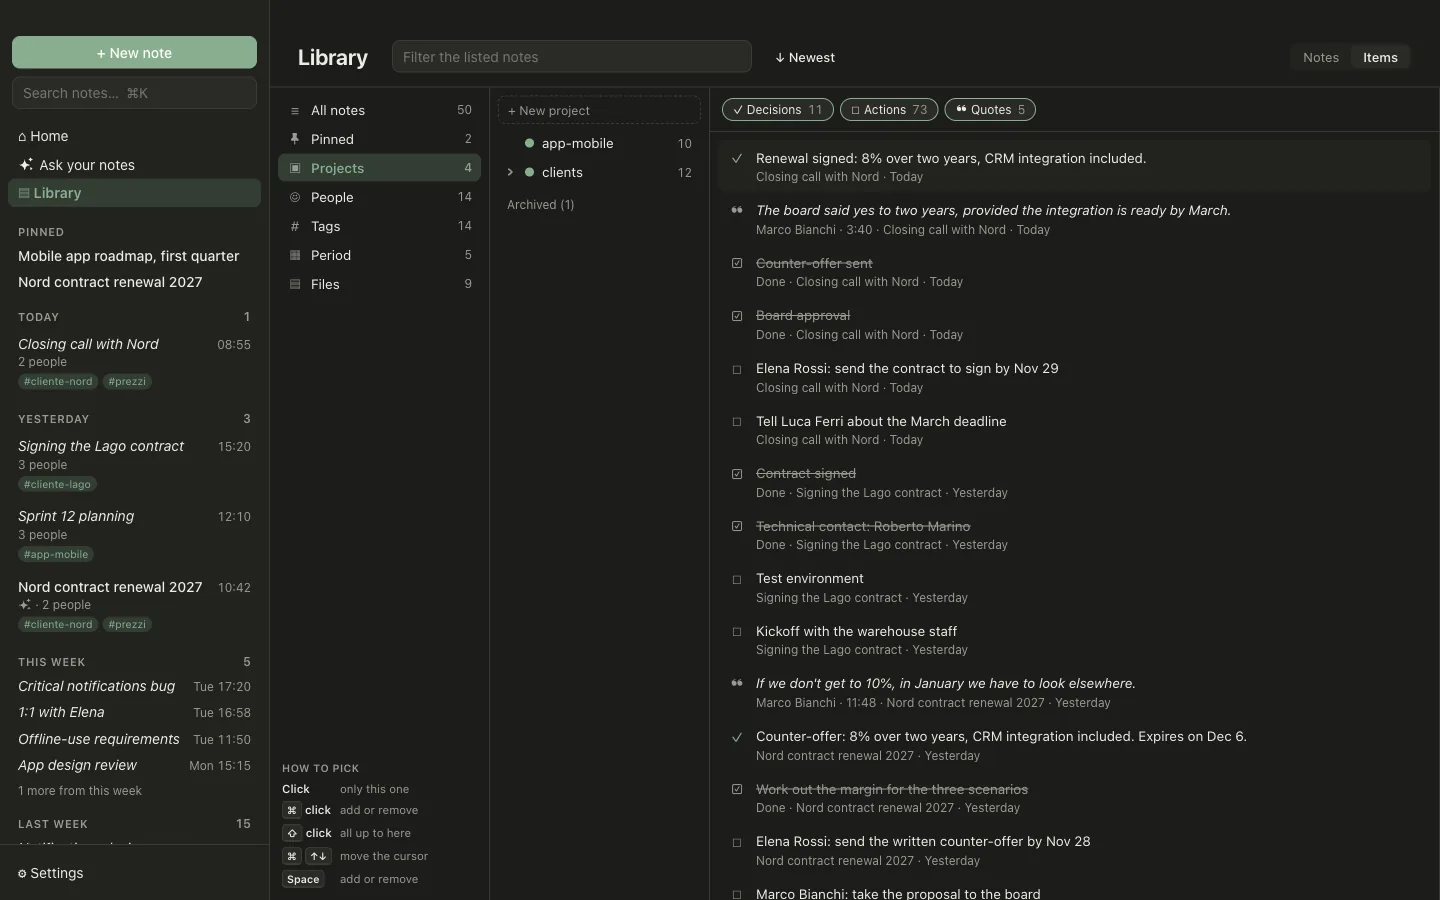 + New note
Search notes... ⌘K
Home
Ask your notes
Library
PINNED
Mobile app roadmap, first quarter
Nord contract renewal 2027
TODAY 1
Closing call with Nord 08:55
2 people
#cliente-nord #prezzi
YESTERDAY 3
Signing the Lago contract 15:20
3 people
#cliente-lago
Sprint 12 planning 12:10
3 people
#app-mobile
Nord contract renewal 2027 10:42
· 2 people
#cliente-nord #prezzi
THIS WEEK 5
Critical notifications bug Tue 17:20
1:1 with Elena Tue 16:58
Offline-use requirements Tue 11:50
App design review Mon 15:15
1 more from this week
LAST WEEK 15
Settings
Library
Filter the listed notes
↓ Newest
Notes Items
All notes 50
Pinned 2
Projects 4
People 14
# Tags 14
Period 5
Files 9
HOW TO PICK
Click only this one
⌘ click add or remove
⇧ click all up to here
⌘ ↑↓ move the cursor
Space add or remove
+ New project
app-mobile 10
> clients 12
Archived (1)
✓ Decisions 11 □ Actions 73 ❝ Quotes 5
Renewal signed: 8% over two years, CRM integration included.
Closing call with Nord · Today
The board said yes to two years, provided the integration is ready by March.
Marco Bianchi · 3:40 · Closing call with Nord · Today
Counter-offer sent
Done · Closing call with Nord · Today
Board approval
Done · Closing call with Nord · Today
Elena Rossi: send the contract to sign by Nov 29
Closing call with Nord · Today
Tell Luca Ferri about the March deadline
Closing call with Nord · Today
Contract signed
Done · Signing the Lago contract · Yesterday
Technical contact: Roberto Marino
Done · Signing the Lago contract · Yesterday
Test environment
Signing the Lago contract · Yesterday
Kickoff with the warehouse staff
Signing the Lago contract · Yesterday
If we don't get to 10%, in January we have to look elsewhere.
Marco Bianchi · 11:48 · Nord contract renewal 2027 · Yesterday
Counter-offer: 8% over two years, CRM integration included. Expires on Dec 6.
Nord contract renewal 2027 · Yesterday
Work out the margin for the three scenarios
Done · Nord contract renewal 2027 · Yesterday
Elena Rossi: send the written counter-offer by Nov 28
Nord contract renewal 2027 · Yesterday
Marco Bianchi: take the proposal to the board